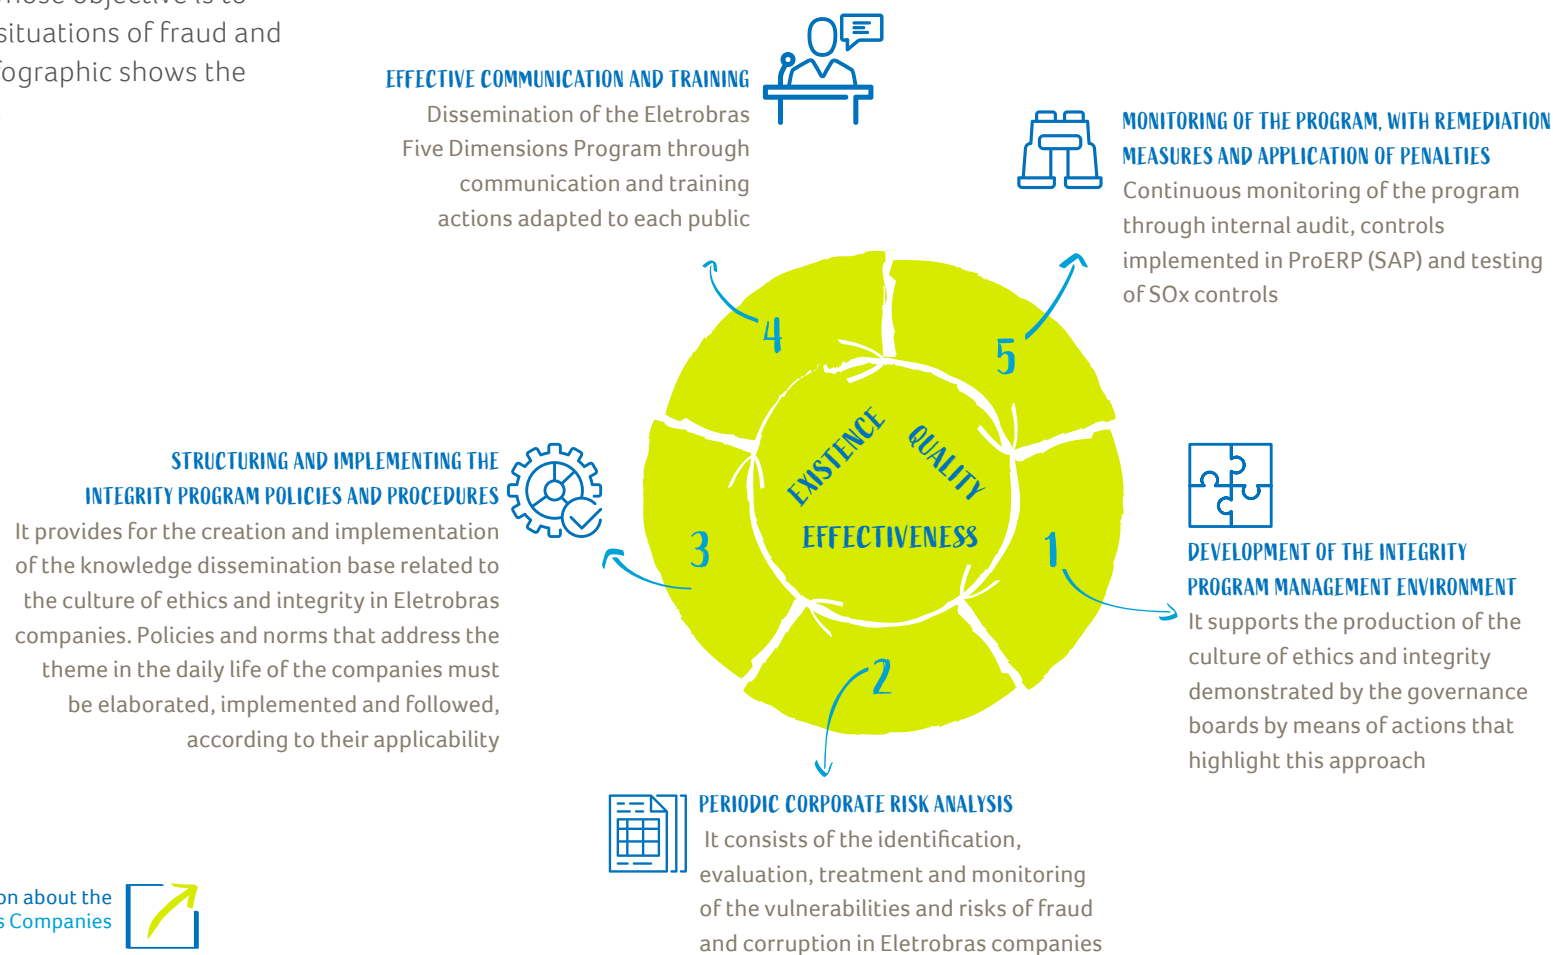 whose objective is to
situations of fraud and
shows the
EFFECTIVE COMMUNICATION AND TRAINING
Dissemination of the Eletrobras
Five Dimensions Program through
communication and training
actions adapted to each public
MONITORING OF THE PROGRAM, WITH REMEDIATION
MEASURES AND APPLICATION OF PENALTIES
Continuous monitoring of the program
through internal audit, controls
implemented in ProERP (SAP) and testing
of SOx controls
4
5
EXISTENCE
QUALITY
EFFECTIVENESS
3
1
2
STRUCTURING AND IMPLEMENTING THE
INTEGRITY PROGRAM POLICIES AND PROCEDURES
It provides for the creation and implementation
of the knowledge dissemination base related to
the culture of ethics and integrity in Eletrobras
companies. Policies and norms that address the
theme in the daily life of the companies must
be elaborated, implemented and followed,
according to their applicability
DEVELOPMENT OF THE INTEGRITY
PROGRAM MANAGEMENT ENVIRONMENT
It supports the production of the
culture of ethics and integrity
demonstrated by the governance
boards by means of actions that
highlight this approach
PERIODIC CORPORATE RISK ANALYSIS
It consists of the identification,
evaluation, treatment and monitoring
of the vulnerabilities and risks of fraud
and corruption in Eletrobras companies
about the
Companies